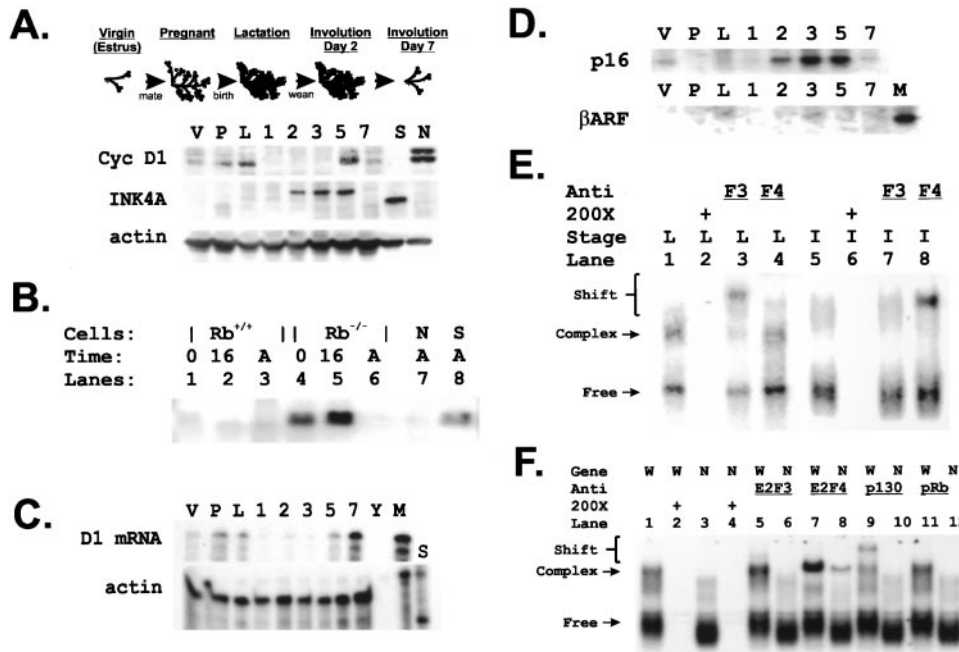 A.
Virgin (Estrus) Pregnant Lactation Involution Day 2 Involution Day 7
mate birth wean
V P L 1 2 3 5 7 S N
Cyc D1
INK4A
actin
B.
Cells: | Rb+/+ || Rb-/- | N S
Time: 0 16 A 0 16 A A A
Lanes: 1 2 3 4 5 6 7 8
C.
V P L 1 2 3 5 7 Y M
D1 mRNA
S
actin
D.
V P L 1 2 3 5 7
p16
V P L 1 2 3 5 7 M
βARF
E.
Anti F3 F4 F3 F4
200X + +
Stage L L L L I I I I
Lane 1 2 3 4 5 6 7 8
Shift
Complex
Free
F.
Gene W W N N W N W N W N W N
Anti E2F3 E2F4 p130 pRb
200X + +
Lane 1 2 3 4 5 6 7 8 9 10 11
Shift
Complex
Free